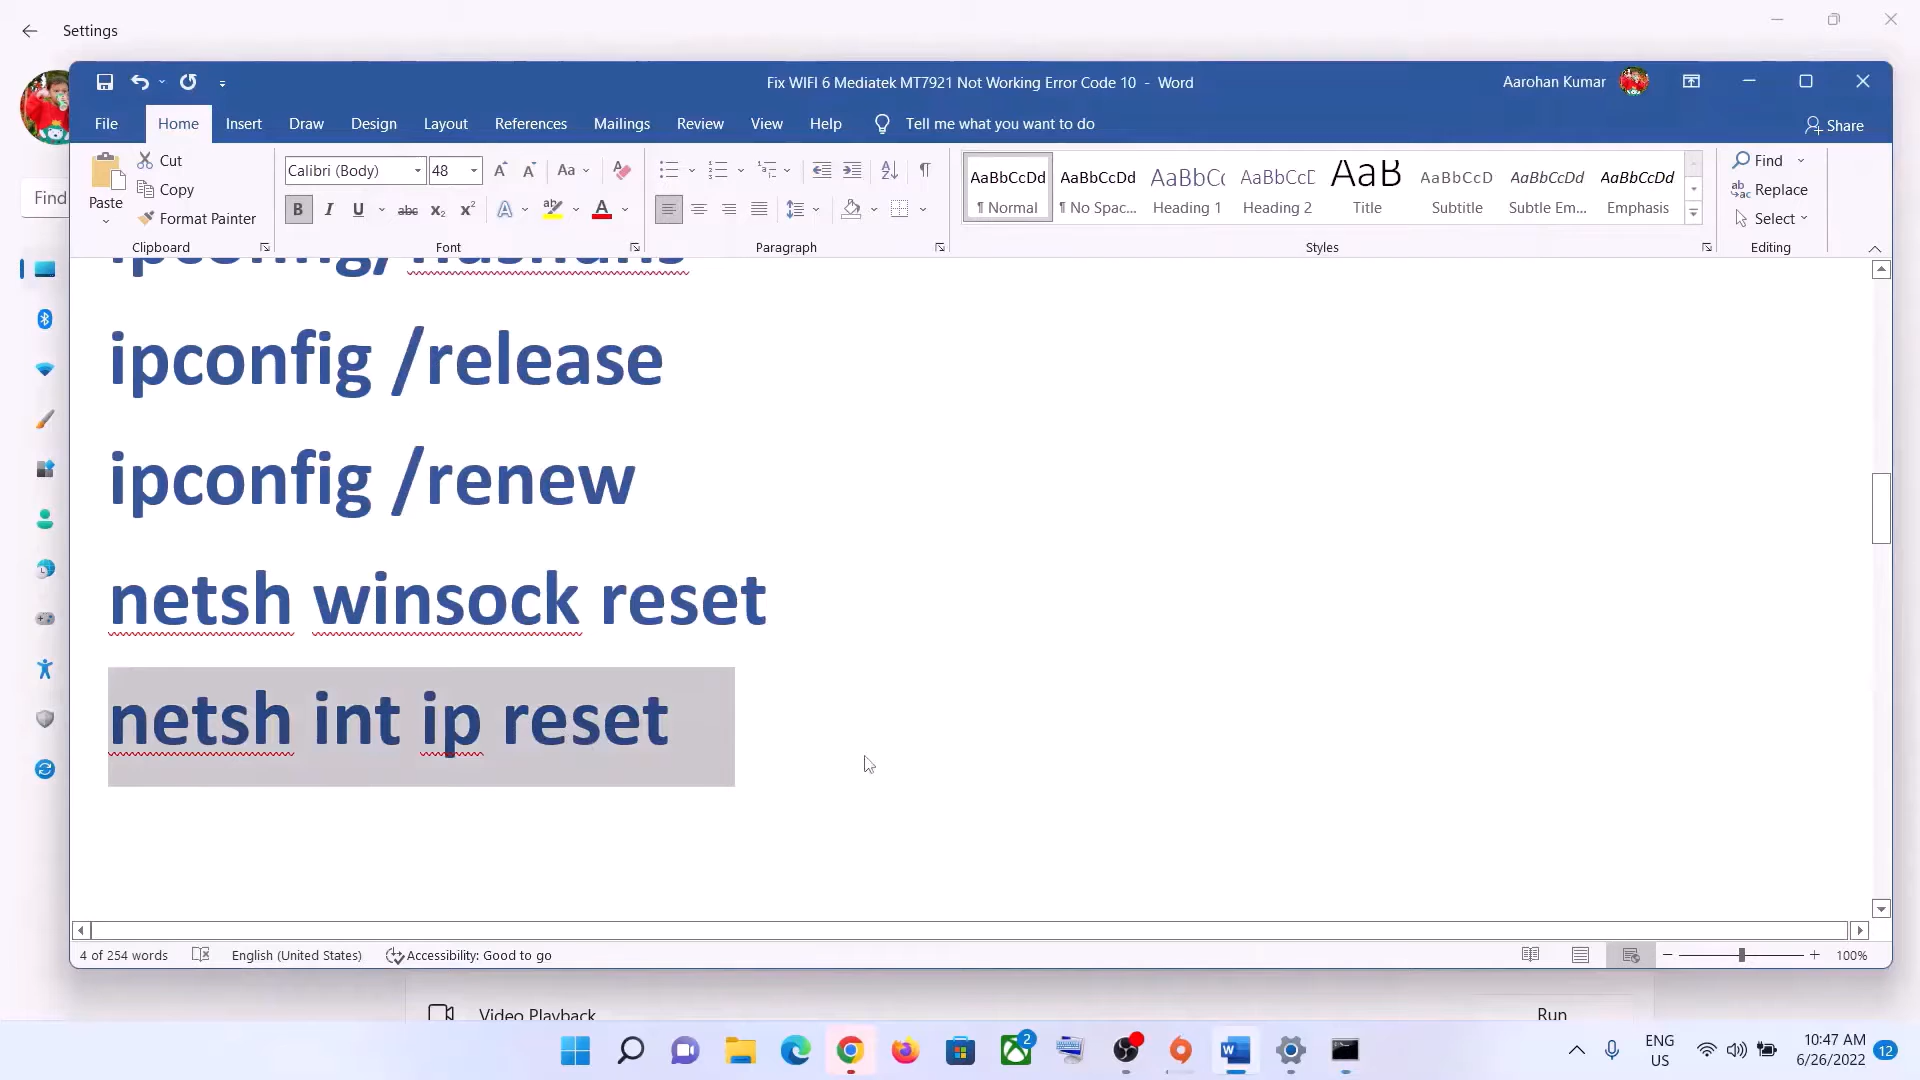 Settings
Fix WIFI 6 Mediatek MT7921 Not Working Error Code 10 - Word
Aarohan Kumar
File Home Insert Draw Design Layout References Mailings Review View Help Tell me what you want to do
Share
Paste
Cut
Copy
Format Painter
Calibri (Body) 48
AaBbCcDd ¶ Normal
AaBbCcDd ¶ No Spac...
AaBbCc Heading 1
AaBbCcD Heading 2
AaB Title
AaBbCcD Subtitle
AaBbCcDd Subtle Em...
AaBbCcDd Emphasis
Find
Replace
Select
Clipboard Font Paragraph Styles Editing
Find
ipconfig /release
ipconfig /renew
netsh winsock reset
netsh int ip reset
4 of 254 words English (United States) Accessibility: Good to go 100%
Video Playback Run
2
ENG
US
10:47 AM
6/26/2022
12